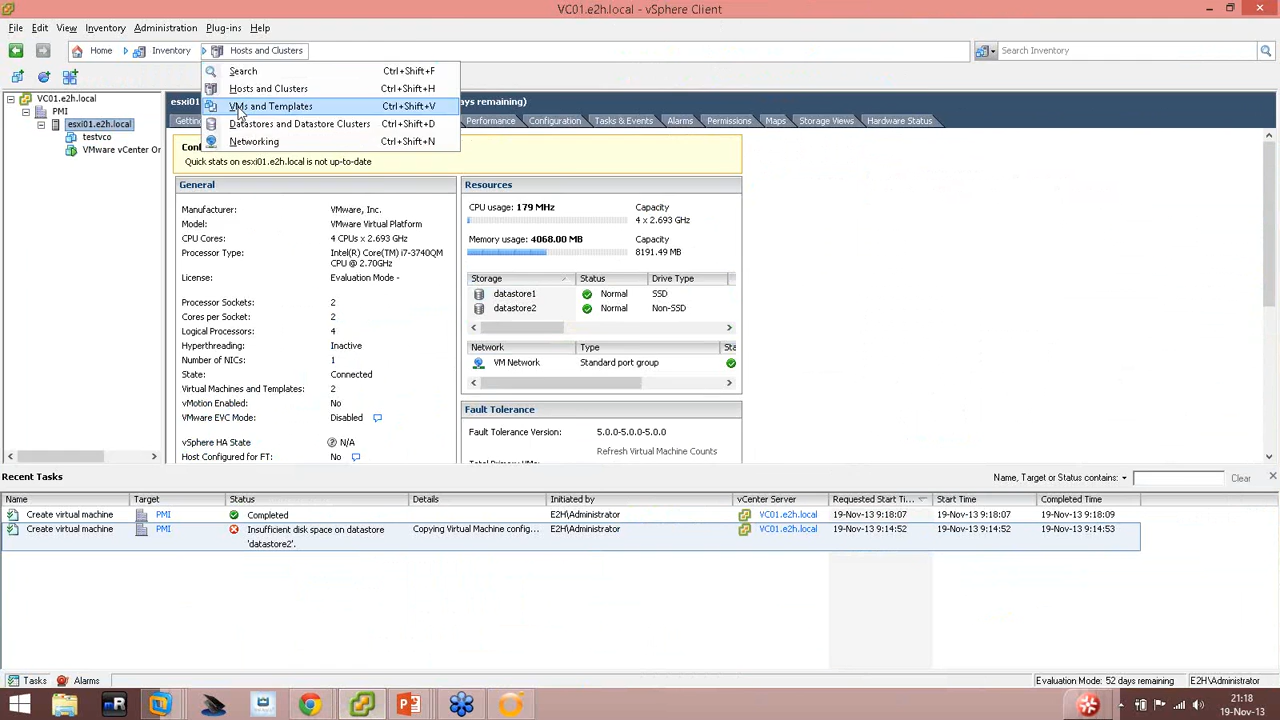 VC01.e2h.local - vSphere Client
File Edit View Inventory Administration Plug-ins Help
Home Inventory Hosts and Clusters Search Inventory
Search Ctrl+Shift+F
Hosts and Clusters Ctrl+Shift+H
VMs and Templates Ctrl+Shift+V
Datastores and Datastore Clusters Ctrl+Shift+D
Networking Ctrl+Shift+N
VC01.e2h.local
PMI
esxi01.e2h.local
testvco
VMware vCenter Or
esxi01 days remaining)
Getting Performance Configuration Tasks & Events Alarms Permissions Maps Storage Views Hardware Status
Quick stats on esxi01.e2h.local is not up-to-date
General
Manufacturer: VMware, Inc.
Model: VMware Virtual Platform
CPU Cores: 4 CPUs x 2.693 GHz
Processor Type: Intel(R) Core(TM) i7-3740QM
CPU @ 2.70GHz
License: Evaluation Mode -
Processor Sockets: 2
Cores per Socket: 2
Logical Processors: 4
Hyperthreading: Inactive
Number of NICs: 1
State: Connected
Virtual Machines and Templates: 2
vMotion Enabled: No
VMware EVC Mode: Disabled
vSphere HA State N/A
Host Configured for FT: No
Resources
CPU usage: 179 MHz Capacity
4 x 2.693 GHz
Memory usage: 4068.00 MB Capacity
8191.49 MB
Storage Status Drive Type
datastore1 Normal SSD
datastore2 Normal Non-SSD
Network Type Sta
VM Network Standard port group
Fault Tolerance
Fault Tolerance Version: 5.0.0-5.0.0-5.0.0
Refresh Virtual Machine Counts
Recent Tasks Name, Target or Status contains: Clear
Name Target Status Details Initiated by vCenter Server Requested Start Ti... Start Time Completed Time
Create virtual machine PMI Completed E2H\Administrator VC01.e2h.local 19-Nov-13 9:18:07 19-Nov-13 9:18:07 19-Nov-13 9:18:09
Create virtual machine PMI Insufficient disk space on datastore Copying Virtual Machine config... E2H\Administrator VC01.e2h.local 19-Nov-13 9:14:52 19-Nov-13 9:14:52 19-Nov-13 9:14:53
'datastore2'.
Tasks Alarms Evaluation Mode: 52 days remaining E2H\Administrator
21:18
19-Nov-13